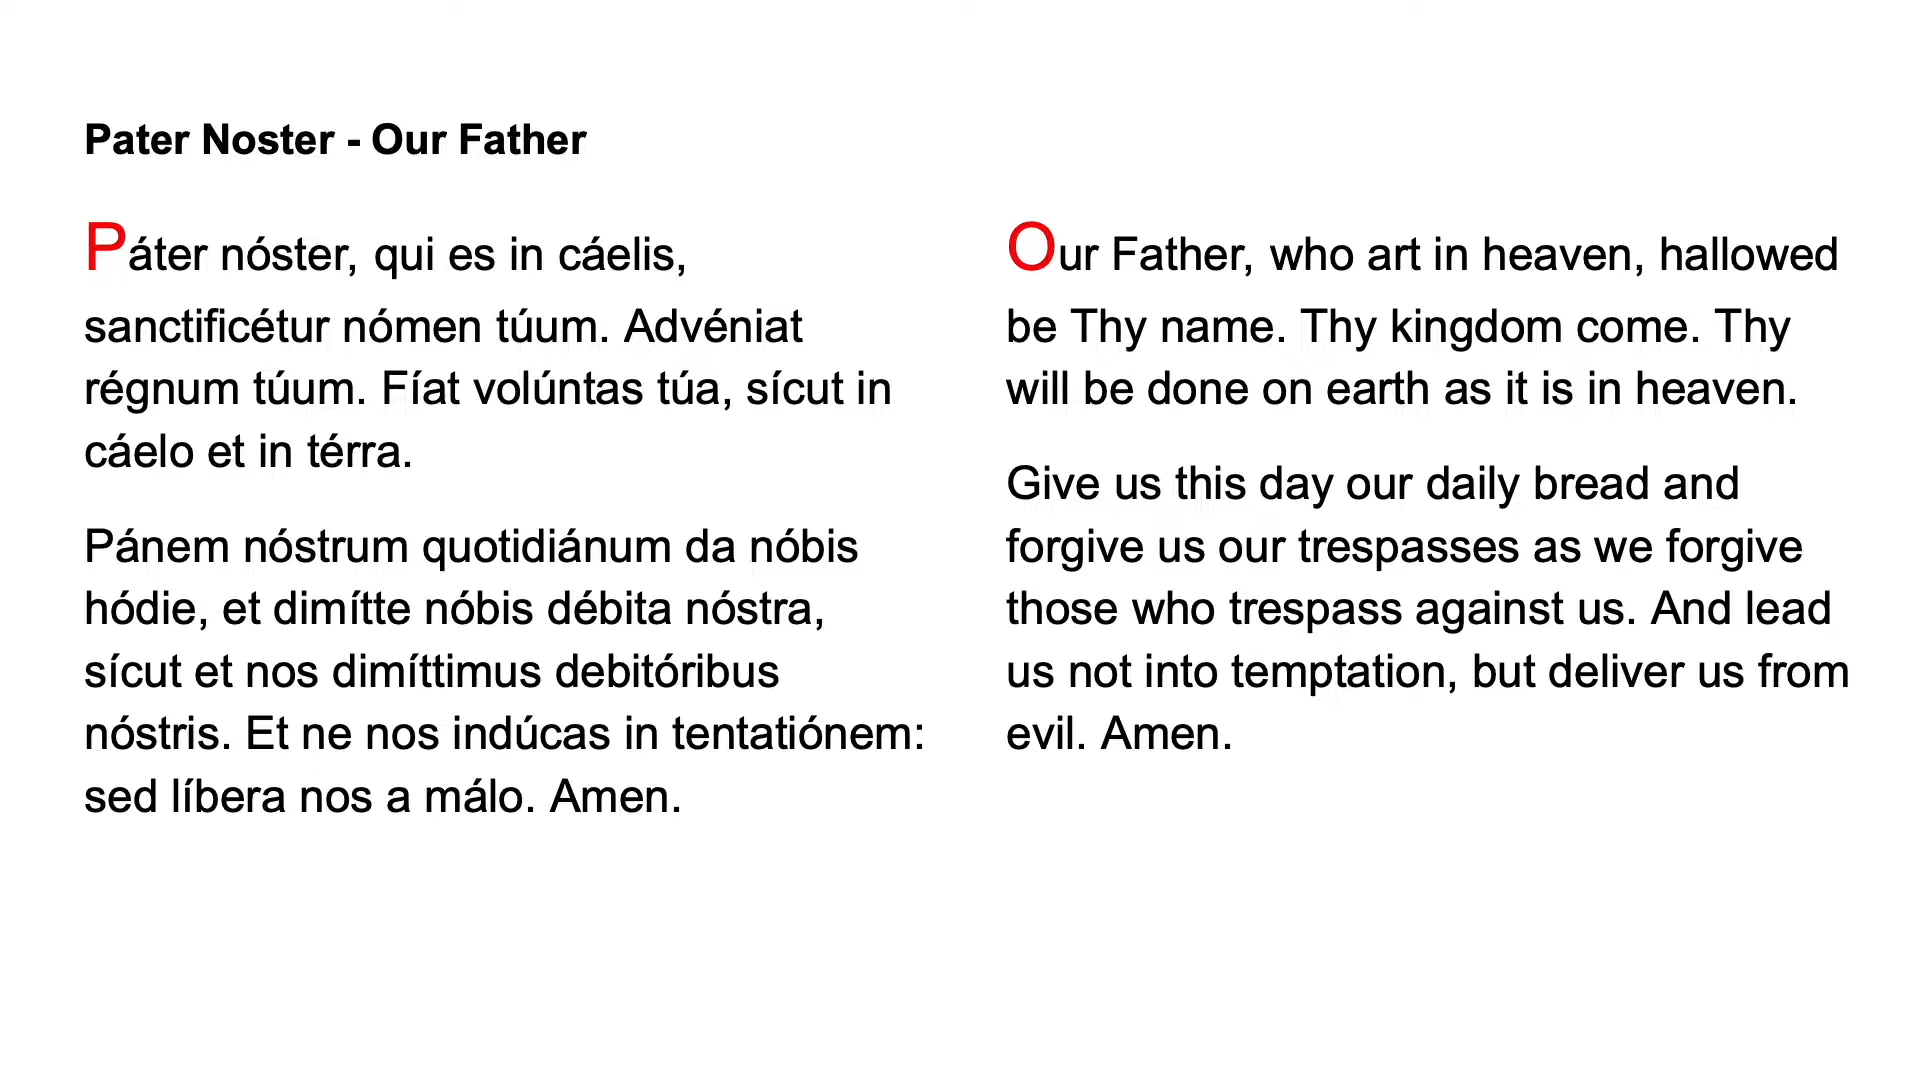 Pater Noster - Our Father
Páter nóster, qui es in cáelis,
sanctificétur nómen túum. Advéniat
régnum túum. Fíat volúntas túa, sícut in
cáelo et in térra.
Pánem nóstrum quotidiánum da nóbis
hódie, et dimítte nóbis débita nóstra,
sícut et nos dimíttimus debitóribus
nóstris. Et ne nos indúcas in tentatiónem:
sed líbera nos a málo. Amen.
Our Father, who art in heaven, hallowed
be Thy name. Thy kingdom come. Thy
will be done on earth as it is in heaven.
Give us this day our daily bread and
forgive us our trespasses as we forgive
those who trespass against us. And lead
us not into temptation, but deliver us from
evil. Amen.